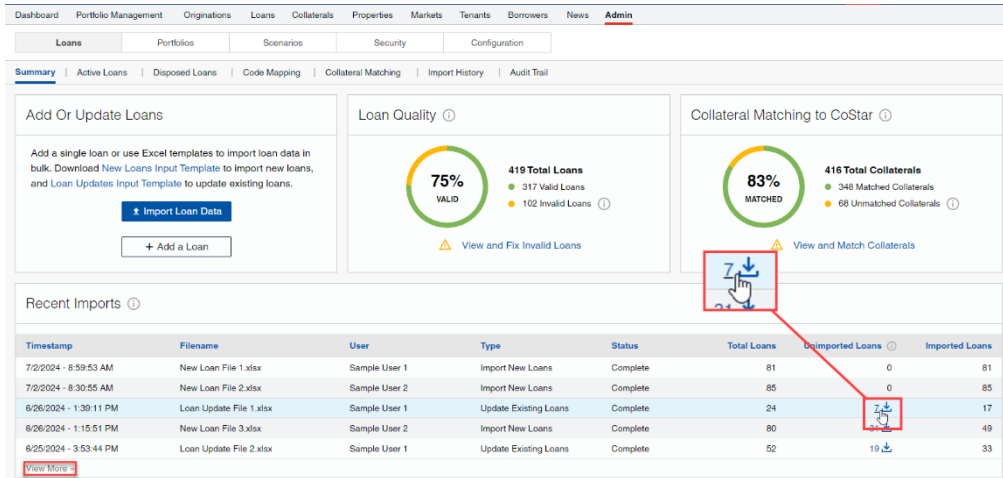 Dashboard Portfolio Management Originations Loans Collaterals Properties Markets Tenants Borrowers News Admin
Loans Portfolios Scenarios Security Configuration
Summary | Active Loans | Disposed Loans | Code Mapping | Collateral Matching | Import History | Audit Trail
Add Or Update Loans
Add a single loan or use Excel templates to import loan data in
bulk. Download New Loans Input Template to import new loans,
and Loan Updates Input Template to update existing loans.
Import Loan Data
+ Add a Loan
Loan Quality
75%
VALID
419 Total Loans
317 Valid Loans
102 Invalid Loans
View and Fix Invalid Loans
Collateral Matching to CoStar
83%
MATCHED
416 Total Collaterals
348 Matched Collaterals
68 Unmatched Collaterals
View and Match Collaterals
7
Recent Imports
Timestamp Filename User Type Status Total Loans Unimported Loans Imported Loans
7/2/2024 - 8:59:53 AM New Loan File 1.xlsx Sample User 1 Import New Loans Complete 81 0 81
7/2/2024 - 8:30:55 AM New Loan File 2.xlsx Sample User 2 Import New Loans Complete 85 0 85
6/26/2024 - 1:39:11 PM Loan Update File 1.xlsx Sample User 1 Update Existing Loans Complete 24 7 17
6/26/2024 - 1:15:51 PM New Loan File 3.xlsx Sample User 2 Import New Loans Complete 80 49
6/25/2024 - 3:53:44 PM Loan Update File 2.xlsx Sample User 1 Update Existing Loans Complete 52 19 33
View More